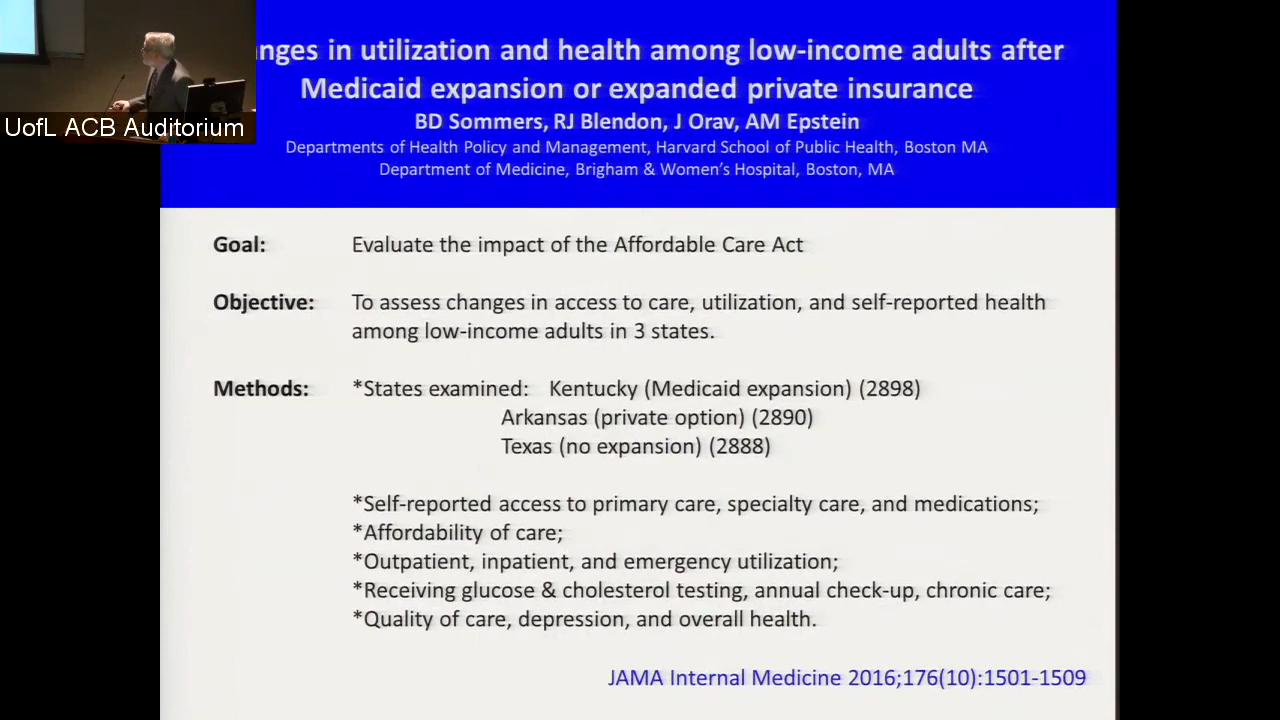 nges in utilization and health among low-income adults after
Medicaid expansion or expanded private insurance
BD Sommers, RJ Blendon, J Orav, AM Epstein
Departments of Health Policy and Management, Harvard School of Public Health, Boston MA
Department of Medicine, Brigham & Women's Hospital, Boston, MA
UofL ACB Auditorium
Goal: Evaluate the impact of the Affordable Care Act
Objective: To assess changes in access to care, utilization, and self-reported health
among low-income adults in 3 states.
Methods: *States examined: Kentucky (Medicaid expansion) (2898)
Arkansas (private option) (2890)
Texas (no expansion) (2888)
*Self-reported access to primary care, specialty care, and medications;
*Affordability of care;
*Outpatient, inpatient, and emergency utilization;
*Receiving glucose & cholesterol testing, annual check-up, chronic care;
*Quality of care, depression, and overall health.
JAMA Internal Medicine 2016;176(10):1501-1509